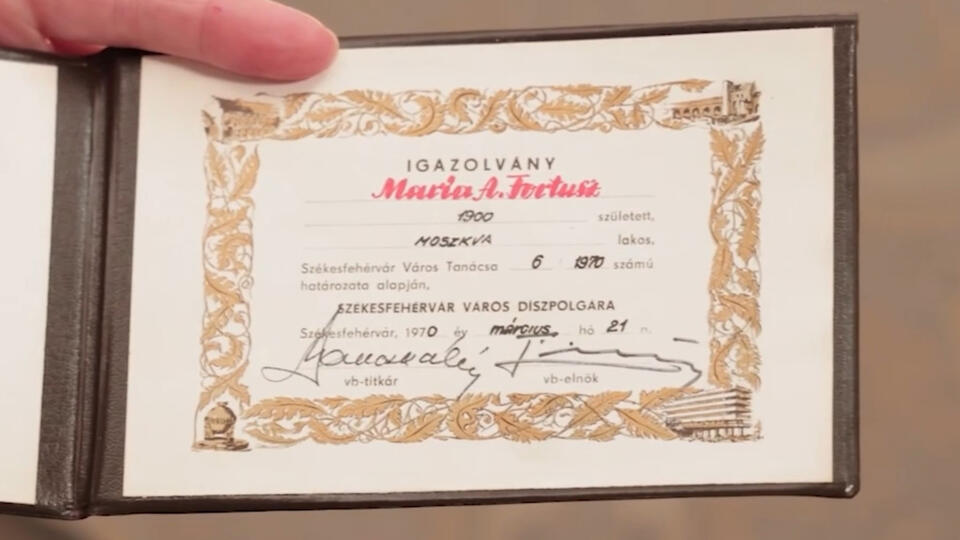 IGAZOLVÁNY
Maria A. Fortusz
1900 született,
MOSZKVA lakos,
Székesfehérvár Város Tanácsa 6 1970 számú
határozata alapján,
SZÉKESFEHÉRVÁR VÁROS DISZPOLGARA
Székesfehérvár, 1970 év március hó 21 n.
vb-titkár vb-elnök